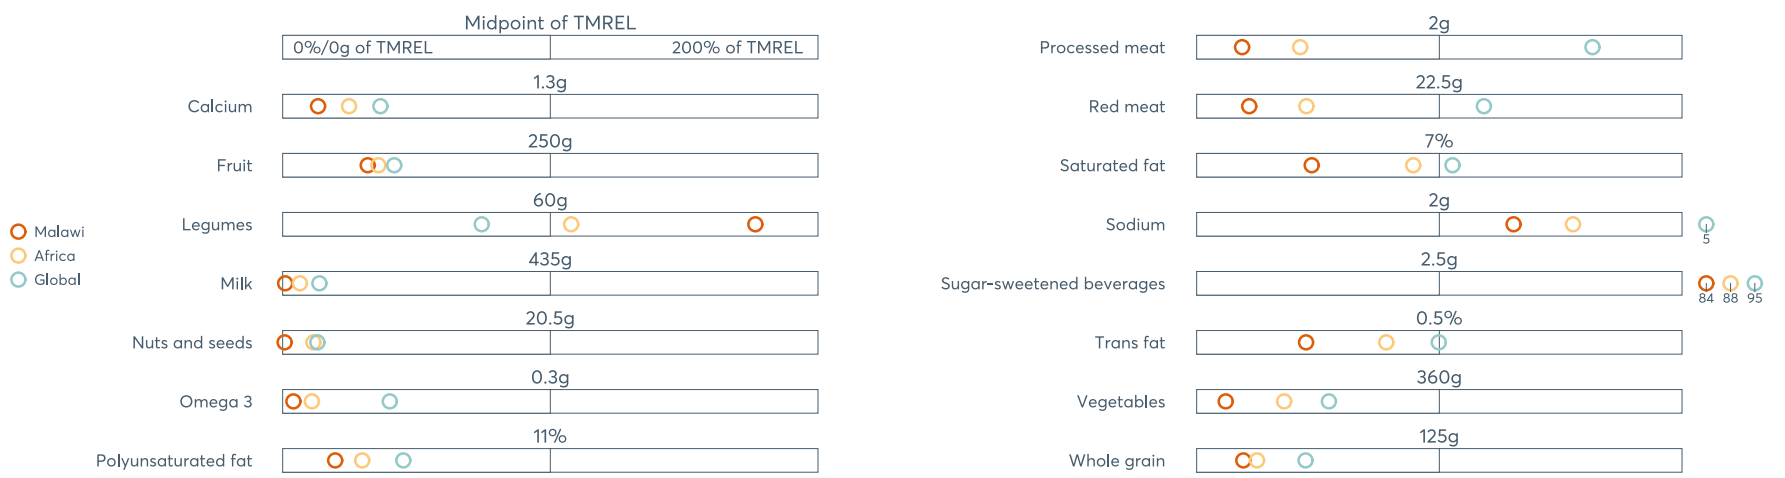 Midpoint of TMREL
0%/0g of TMREL 200% of TMREL
1.3g
Calcium
250g
Fruit
60g
Legumes
435g
Milk
20.5g
Nuts and seeds
0.3g
Omega 3
11%
Polyunsaturated fat
Malawi
Africa
Global
2g
Processed meat
22.5g
Red meat
7%
Saturated fat
2g
Sodium
5
2.5g
Sugar-sweetened beverages
84 88 95
0.5%
Trans fat
360g
Vegetables
125g
Whole grain